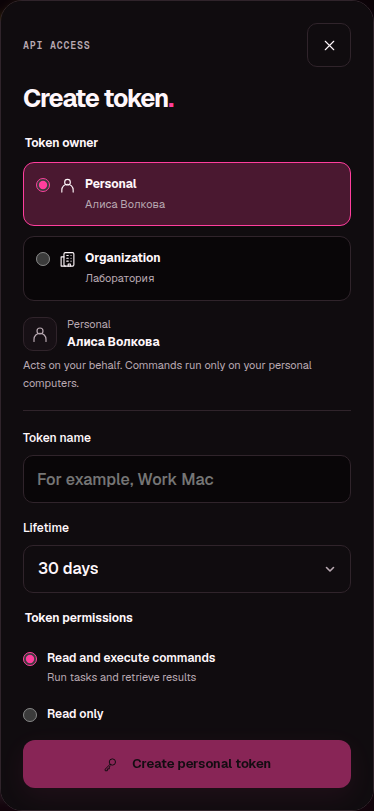 API ACCESS
Create token.
Token owner
Personal
Алиса Волкова
Organization
Лаборатория
Personal
Алиса Волкова
Acts on your behalf. Commands run only on your personal
computers.
Token name
For example, Work Mac
Lifetime
30 days
Token permissions
Read and execute commands
Run tasks and retrieve results
Read only
Create personal token